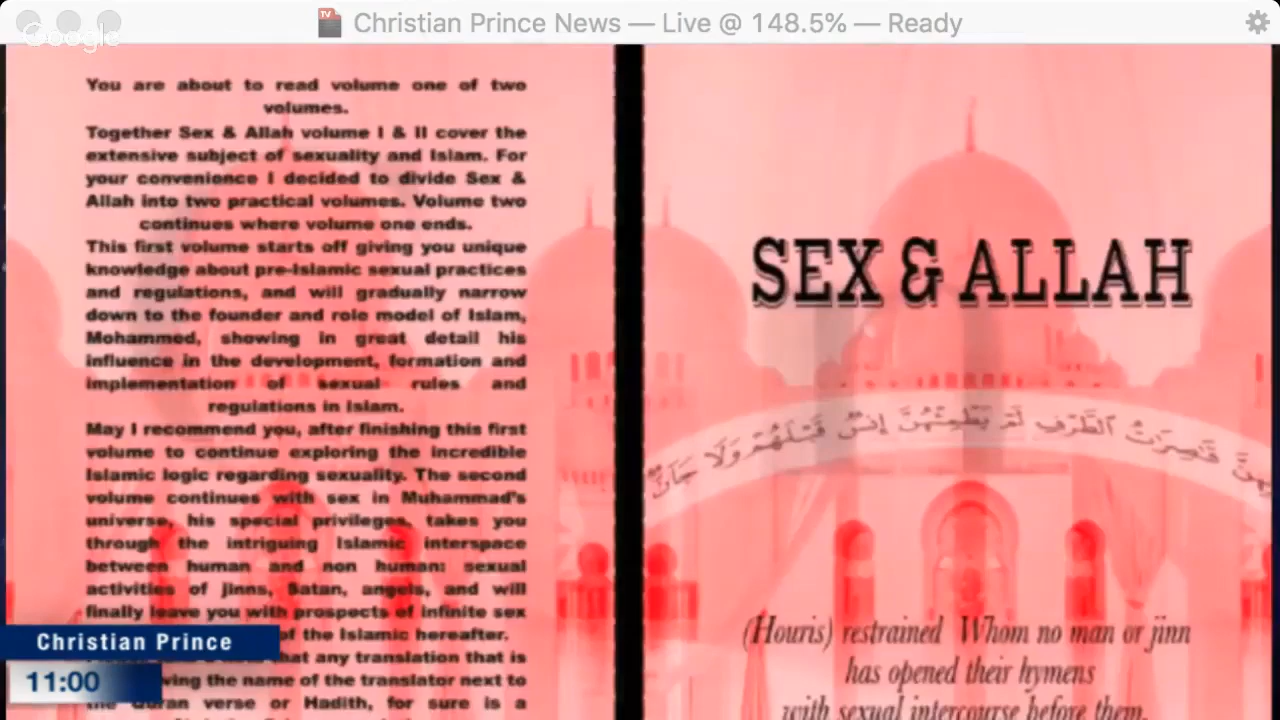 Christian Prince News — Live @ 148.5% — Ready
Google
You are about to read volume one of two
volumes.
Together Sex & Allah volume I & II cover the
extensive subject of sexuality and Islam. For
your convenience I decided to divide Sex &
Allah into two practical volumes. Volume two
continues where volume one ends.
This first volume starts off giving you unique
knowledge about pre-Islamic sexual practices
and regulations, and will gradually narrow
down to the founder and role model of Islam,
Mohammed, showing in great detail his
influence in the development, formation and
implementation of sexual rules and
regulations in Islam.
May I recommend you, after finishing this first
volume to continue exploring the incredible
Islamic logic regarding sexuality. The second
volume continues with sex in Muhammad's
universe, his special privileges, takes you
through the intriguing Islamic interspace
between human and non human: sexual
activities of jinns, Satan, angels, and will
finally leave you with prospects of infinite sex
of the Islamic hereafter.
that any translation that is
the name of the translator next to
the Quran verse or Hadith, for sure is a
Christian Prince
11:00
SEX & ALLAH
قَٰصِرَٰتُ ٱلطَّرْفِ لَمْ يَطْمِثْهُنَّ إِنسٌ قَبْلَهُمْ وَلَا جَآنٌّ
(Houris) restrained Whom no man or jinn
has opened their hymens
with sexual intercourse before them.